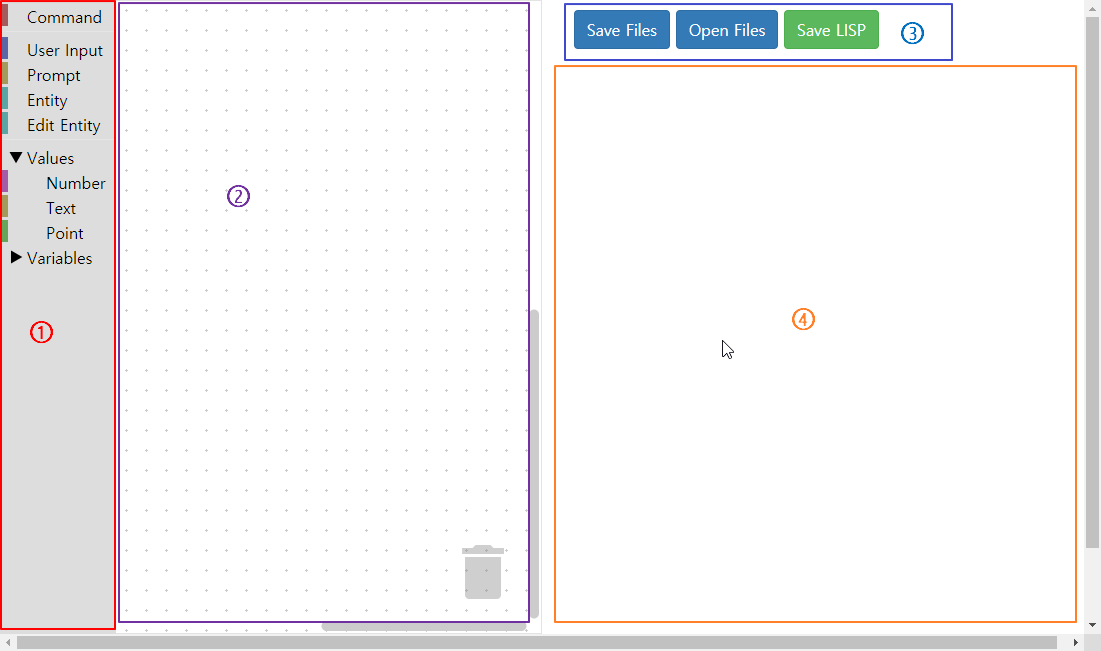 Command
User Input
Prompt
Entity
Edit Entity
▼ Values
Number
Text
Point
▶ Variables
①
②
Save Files Open Files Save LISP ③
④